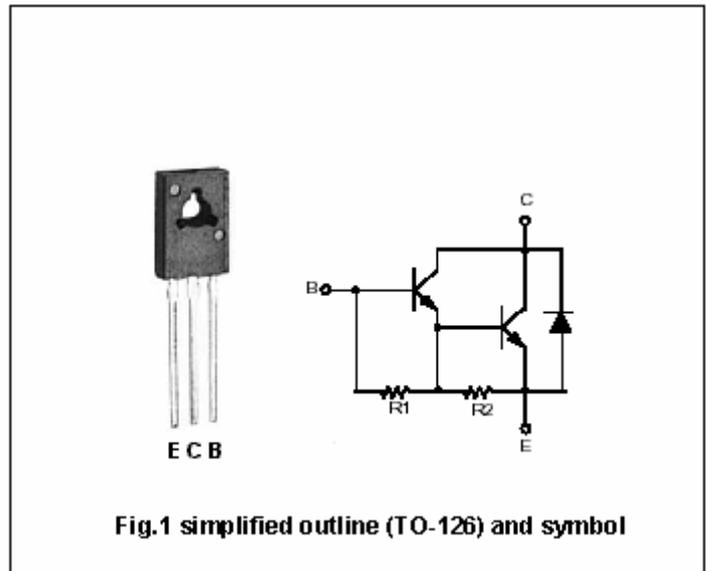 C
B
R1
R2
E
E C B
Fig.1 simplified outline (TO-126) and symbol